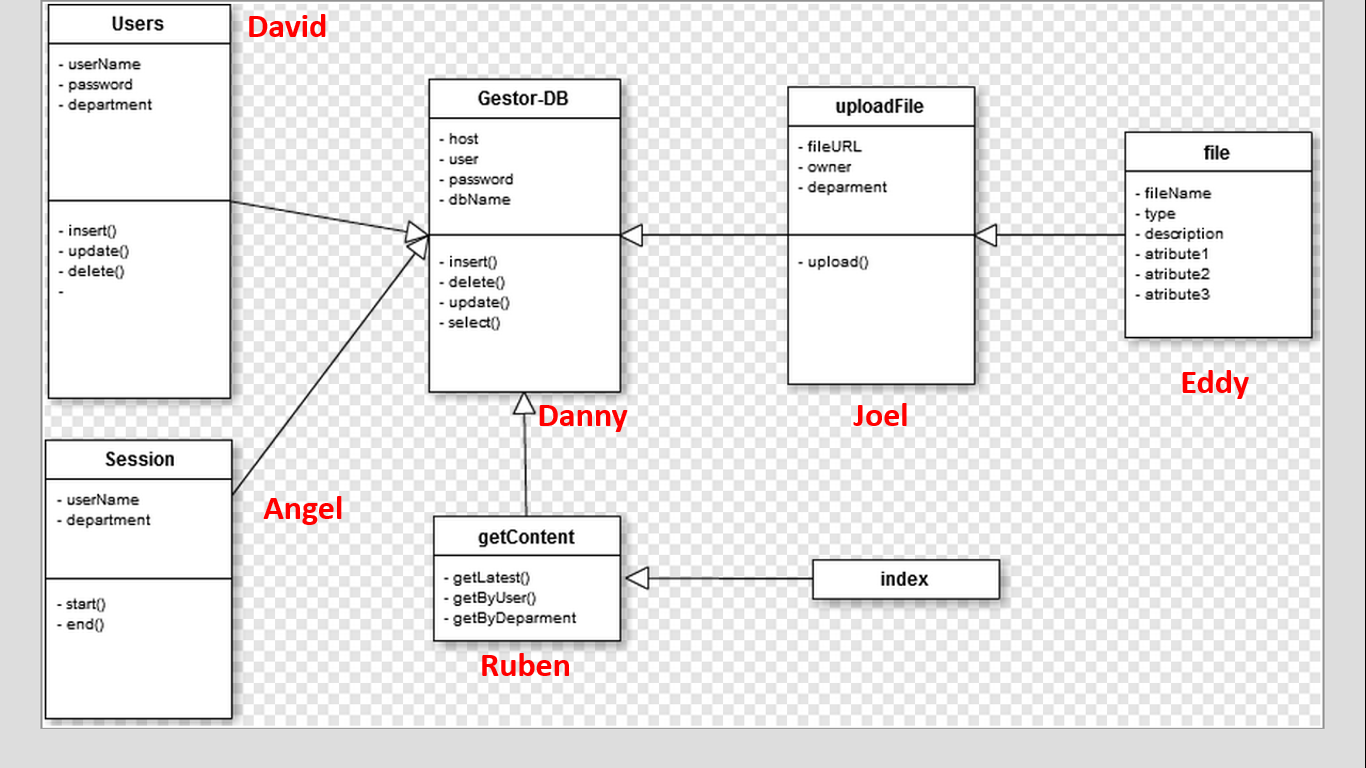 Users
David
- userName
- password
- department
- insert()
- update()
- delete()
-
Gestor-DB
- host
- user
- password
- dbName
- insert()
- delete()
- update()
- select()
Danny
uploadFile
- fileURL
- owner
- deparment
- upload()
Joel
file
- fileName
- type
- description
- atribute1
- atribute2
- atribute3
Eddy
Session
- userName
- department
- start()
- end()
Angel
getContent
- getLatest()
- getByUser()
- getByDeparment
Ruben
index